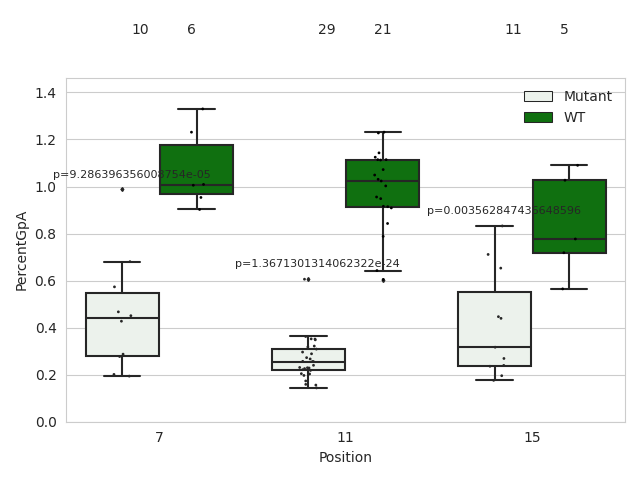 10 6 29 21 11 5
1.4
1.2
1.0
0.8
0.6
0.4
0.2
0.0
PercentGpA
Mutant
WT
p=9.286396356008754e-05
p=1.3671301314062322e-24
p=0.003562847436648596
7 11 15
Position